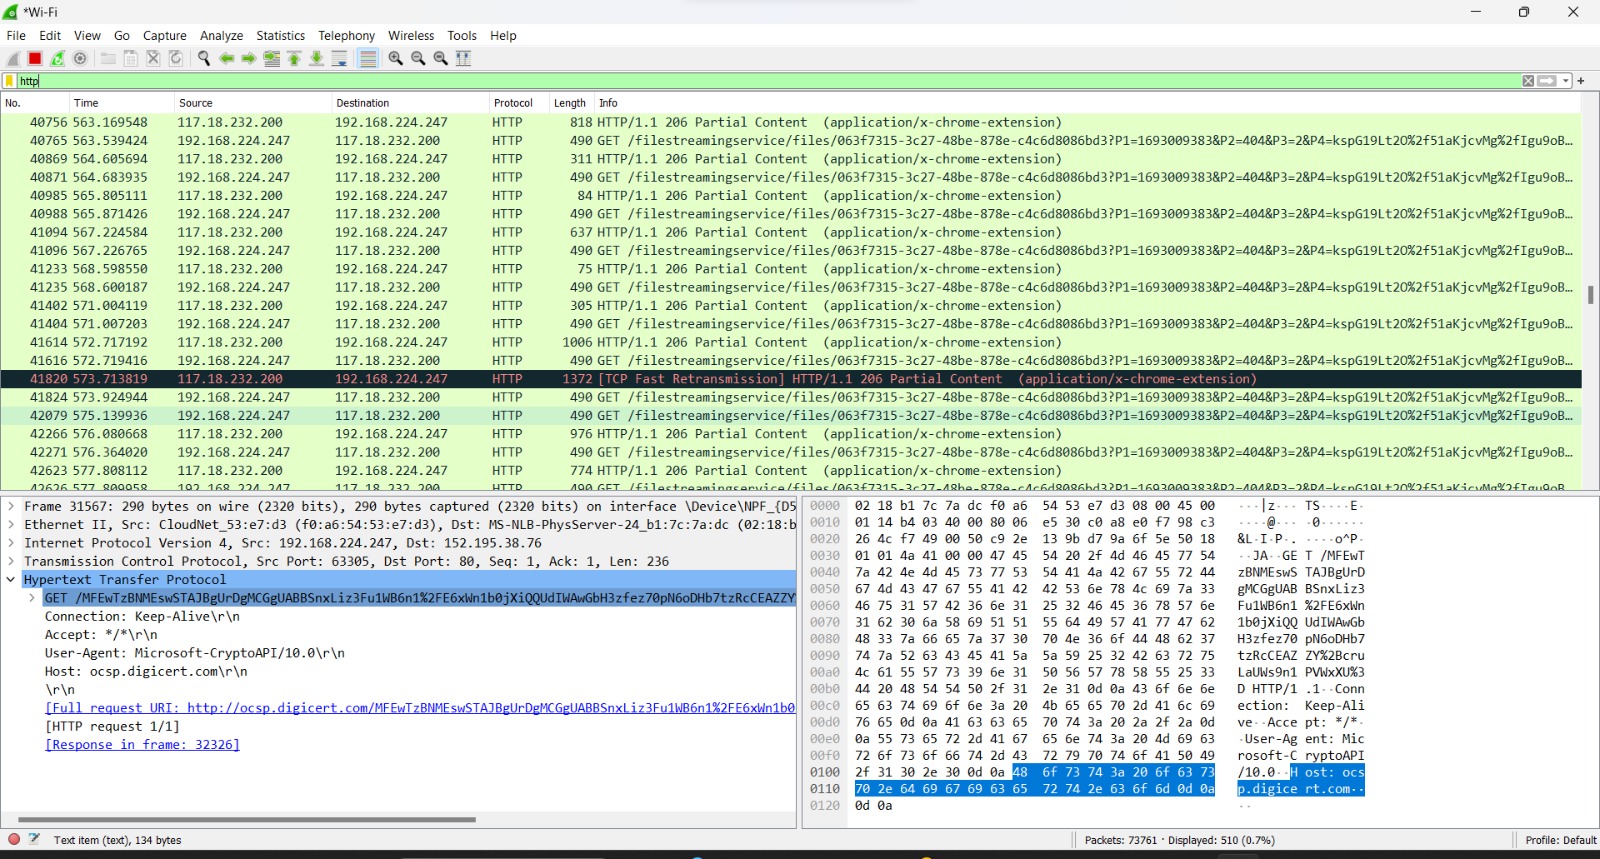 *Wi-Fi
File Edit View Go Capture Analyze Statistics Telephony Wireless Tools Help
http
No. Time Source Destination Protocol Length Info
40756 563.169548 117.18.232.200 192.168.224.247 HTTP 818 HTTP/1.1 206 Partial Content (application/x-chrome-extension)
40765 563.539424 192.168.224.247 117.18.232.200 HTTP 490 GET /filestreamingservice/files/063f7315-3c27-48be-878e-c4c6d8086bd3?P1=1693009383&P2=404&P3=2&P4=kspG19Lt2O%2f51aKjcvMg%2fIgu9oB…
40869 564.605694 117.18.232.200 192.168.224.247 HTTP 311 HTTP/1.1 206 Partial Content (application/x-chrome-extension)
40871 564.683935 192.168.224.247 117.18.232.200 HTTP 490 GET /filestreamingservice/files/063f7315-3c27-48be-878e-c4c6d8086bd3?P1=1693009383&P2=404&P3=2&P4=kspG19Lt2O%2f51aKjcvMg%2fIgu9oB…
40985 565.805111 117.18.232.200 192.168.224.247 HTTP 84 HTTP/1.1 206 Partial Content (application/x-chrome-extension)
40988 565.871426 192.168.224.247 117.18.232.200 HTTP 490 GET /filestreamingservice/files/063f7315-3c27-48be-878e-c4c6d8086bd3?P1=1693009383&P2=404&P3=2&P4=kspG19Lt2O%2f51aKjcvMg%2fIgu9oB…
41094 567.224584 117.18.232.200 192.168.224.247 HTTP 637 HTTP/1.1 206 Partial Content (application/x-chrome-extension)
41096 567.226765 192.168.224.247 117.18.232.200 HTTP 490 GET /filestreamingservice/files/063f7315-3c27-48be-878e-c4c6d8086bd3?P1=1693009383&P2=404&P3=2&P4=kspG19Lt2O%2f51aKjcvMg%2fIgu9oB…
41233 568.598550 117.18.232.200 192.168.224.247 HTTP 75 HTTP/1.1 206 Partial Content (application/x-chrome-extension)
41235 568.600187 192.168.224.247 117.18.232.200 HTTP 490 GET /filestreamingservice/files/063f7315-3c27-48be-878e-c4c6d8086bd3?P1=1693009383&P2=404&P3=2&P4=kspG19Lt2O%2f51aKjcvMg%2fIgu9oB…
41402 571.004119 117.18.232.200 192.168.224.247 HTTP 305 HTTP/1.1 206 Partial Content (application/x-chrome-extension)
41404 571.007203 192.168.224.247 117.18.232.200 HTTP 490 GET /filestreamingservice/files/063f7315-3c27-48be-878e-c4c6d8086bd3?P1=1693009383&P2=404&P3=2&P4=kspG19Lt2O%2f51aKjcvMg%2fIgu9oB…
41614 572.717192 117.18.232.200 192.168.224.247 HTTP 1006 HTTP/1.1 206 Partial Content (application/x-chrome-extension)
41616 572.719416 192.168.224.247 117.18.232.200 HTTP 490 GET /filestreamingservice/files/063f7315-3c27-48be-878e-c4c6d8086bd3?P1=1693009383&P2=404&P3=2&P4=kspG19Lt2O%2f51aKjcvMg%2fIgu9oB…
41820 573.713819 117.18.232.200 192.168.224.247 HTTP 1372 [TCP Fast Retransmission] HTTP/1.1 206 Partial Content (application/x-chrome-extension)
41824 573.924944 192.168.224.247 117.18.232.200 HTTP 490 GET /filestreamingservice/files/063f7315-3c27-48be-878e-c4c6d8086bd3?P1=1693009383&P2=404&P3=2&P4=kspG19Lt2O%2f51aKjcvMg%2fIgu9oB…
42079 575.139936 192.168.224.247 117.18.232.200 HTTP 490 GET /filestreamingservice/files/063f7315-3c27-48be-878e-c4c6d8086bd3?P1=1693009383&P2=404&P3=2&P4=kspG19Lt2O%2f51aKjcvMg%2fIgu9oB…
42266 576.080668 117.18.232.200 192.168.224.247 HTTP 976 HTTP/1.1 206 Partial Content (application/x-chrome-extension)
42271 576.364020 192.168.224.247 117.18.232.200 HTTP 490 GET /filestreamingservice/files/063f7315-3c27-48be-878e-c4c6d8086bd3?P1=1693009383&P2=404&P3=2&P4=kspG19Lt2O%2f51aKjcvMg%2fIgu9oB…
42623 577.808112 117.18.232.200 192.168.224.247 HTTP 774 HTTP/1.1 206 Partial Content (application/x-chrome-extension)
42626 577.809958 192.168.224.247 117.18.232.200 HTTP 490 GET /filestreamingservice/files/063f7315-3c27-48be-878e-c4c6d8086bd3?P1=1693009383&P2=404&P3=2&P4=kspG19Lt2O%2f51aKjcvMg%2fIgu9oB…
Frame 31567: 290 bytes on wire (2320 bits), 290 bytes captured (2320 bits) on interface \Device\NPF_{D5
Ethernet II, Src: CloudNet_53:e7:d3 (f0:a6:54:53:e7:d3), Dst: MS-NLB-PhysServer-24_b1:7c:7a:dc (02:18:b
Internet Protocol Version 4, Src: 192.168.224.247, Dst: 152.195.38.76
Transmission Control Protocol, Src Port: 63305, Dst Port: 80, Seq: 1, Ack: 1, Len: 236
Hypertext Transfer Protocol
GET /MFEwTzBNMEswSTAJBgUrDgMCGgUABBSnxLiz3Fu1WB6n1%2FE6xWn1b0jXiQQUdIWAwGbH3zfez70pN6oDHb7tzRcCEAZZY
Connection: Keep-Alive\r\n
Accept: */*\r\n
User-Agent: Microsoft-CryptoAPI/10.0\r\n
Host: ocsp.digicert.com\r\n
\r\n
[Full request URI: http://ocsp.digicert.com/MFEwTzBNMEswSTAJBgUrDgMCGgUABBSnxLiz3Fu1WB6n1%2FE6xWn1b0
[HTTP request 1/1]
[Response in frame: 32326]
0000 02 18 b1 7c 7a dc f0 a6 54 53 e7 d3 08 00 45 00 ···|z··· TS····E·
0010 01 14 b4 03 40 00 80 06 e5 30 c0 a8 e0 f7 98 c3 ····@··· ·0······
0020 26 4c f7 49 00 50 c9 2e 13 9b d7 9a 6f 5e 50 18 &L·I·P·. ····o^P·
0030 01 01 4a 41 00 00 47 45 54 20 2f 4d 46 45 77 54 ··JA··GE T /MFEwT
0040 7a 42 4e 4d 45 73 77 53 54 41 4a 42 67 55 72 44 zBNMEswS TAJBgUrD
0050 67 4d 43 47 67 55 41 42 42 53 6e 78 4c 69 7a 33 gMCGgUAB BSnxLiz3
0060 46 75 31 57 42 36 6e 31 25 32 46 45 36 78 57 6e Fu1WB6n1 %2FE6xWn
0070 31 62 30 6a 58 69 51 51 55 64 49 57 41 77 47 62 1b0jXiQQ UdIWAwGb
0080 48 33 7a 66 65 7a 37 30 70 4e 36 6f 44 48 62 37 H3zfez70 pN6oDHb7
0090 74 7a 52 63 43 45 41 5a 5a 59 25 32 42 63 72 75 tzRcCEAZ ZY%2Bcru
00a0 4c 61 55 57 73 39 6e 31 50 56 57 78 58 55 25 33 LaUWs9n1 PVWxXU%3
00b0 44 20 48 54 54 50 2f 31 2e 31 0d 0a 43 6f 6e 6e D HTTP/1 .1··Conn
00c0 65 63 74 69 6f 6e 3a 20 4b 65 65 70 2d 41 6c 69 ection: Keep-Ali
00d0 76 65 0d 0a 41 63 63 65 70 74 3a 20 2a 2f 2a 0d ve··Acce pt: */*·
00e0 0a 55 73 65 72 2d 41 67 65 6e 74 3a 20 4d 69 63 ·User-Ag ent: Mic
00f0 72 6f 73 6f 66 74 2d 43 72 79 70 74 6f 41 50 49 rosoft-C ryptoAPI
0100 2f 31 30 2e 30 0d 0a 48 6f 73 74 3a 20 6f 63 73 /10.0··H ost: ocs
0110 70 2e 64 69 67 69 63 65 72 74 2e 63 6f 6d 0d 0a p.digice rt.com··
0120 0d 0a ··
Text item (text), 134 bytes
Packets: 73761 · Displayed: 510 (0.7%)
Profile: Default